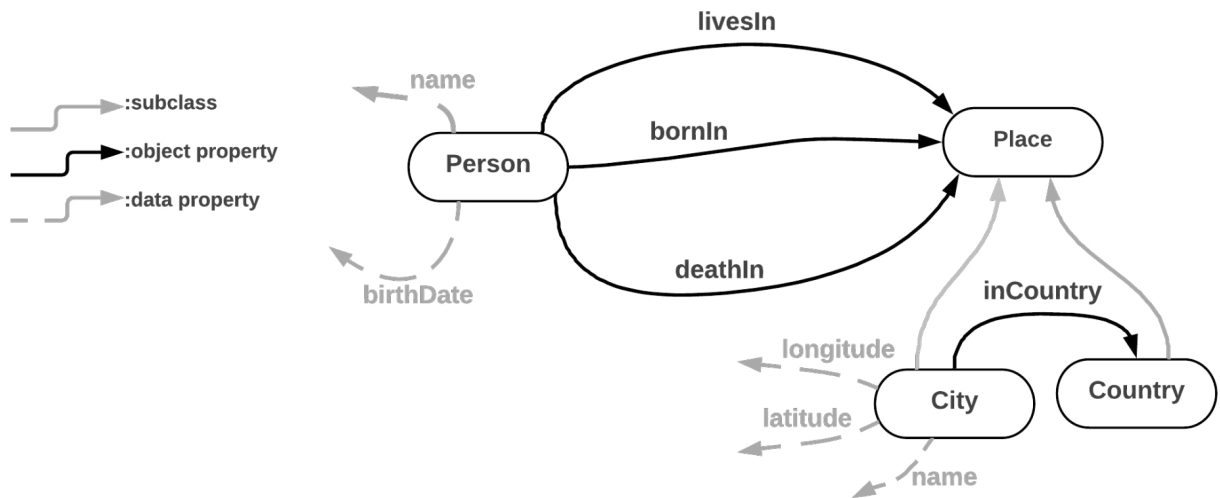 livesIn
name
:subclass
bornIn
Place
:object property
Person
:data property
deathIn
birthDate
inCountry
longitude
City
Country
latitude
name